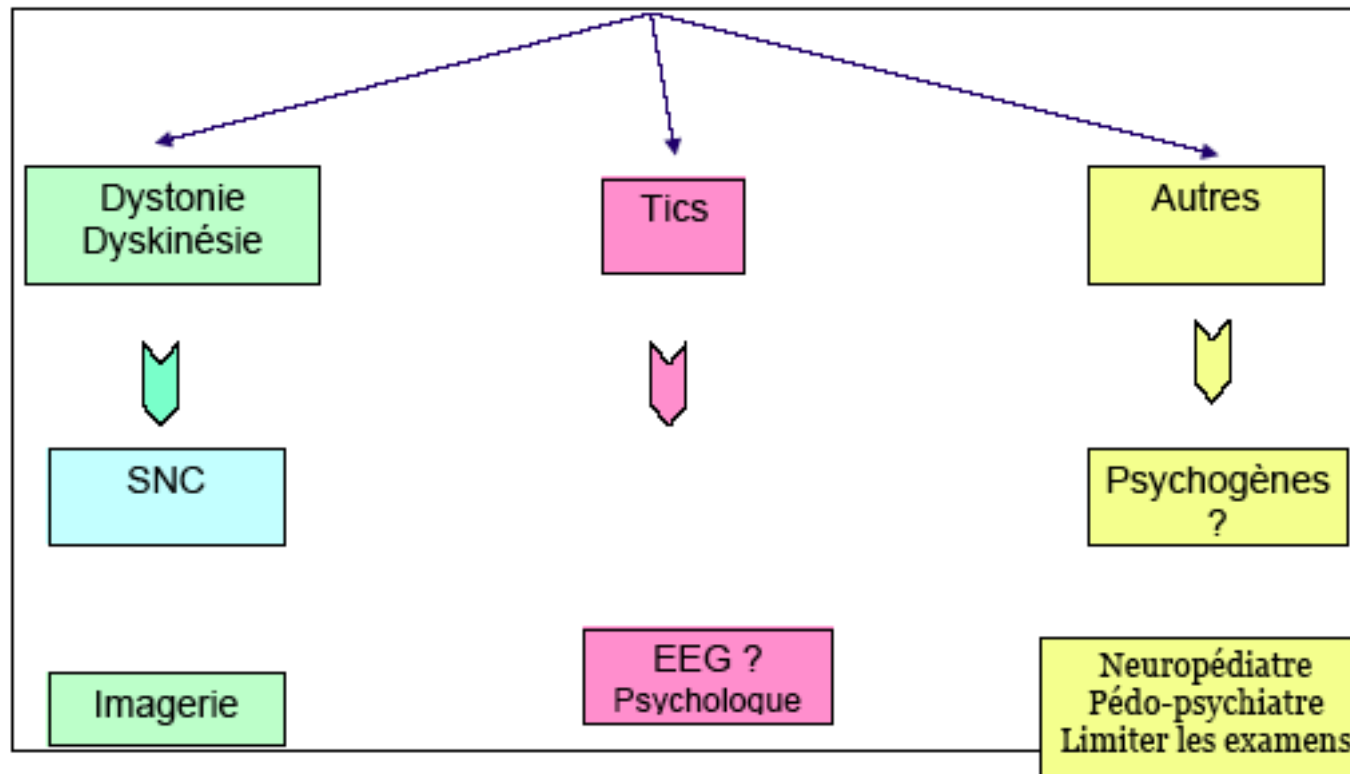 Dystonie
Dyskinésie
Tics
Autres
SNC
Psychogènes
?
Imagerie
EEG ?
Psychologue
Neuropédiatre
Pédo-psychiatre
Limiter les examens